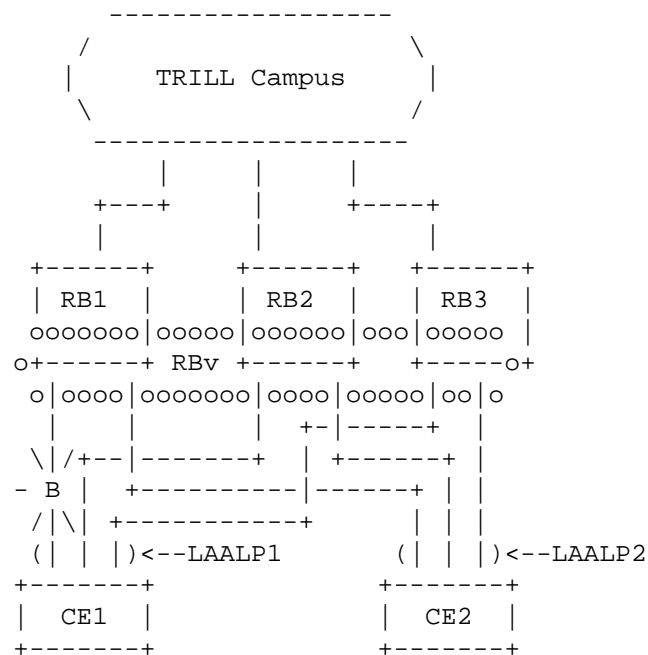 TRILL Campus
RB1 RB2 RB3
RBv
B
(| | |)<--LAALP1 (| | |)<--LAALP2
CE1 CE2